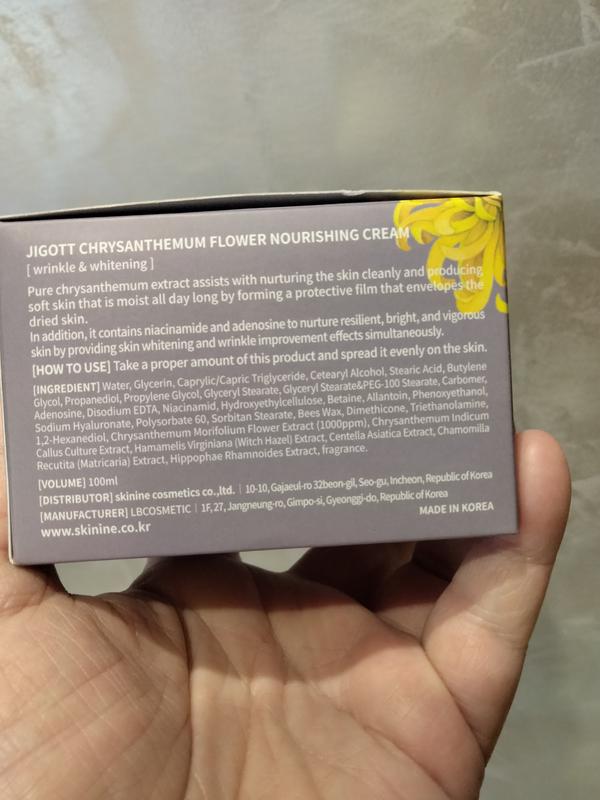 JIGOTT CHRYSANTHEMUM FLOWER NOURISHING CREAM
[ wrinkle & whitening ]
Pure chrysanthemum extract assists with nurturing the skin cleanly and producing
soft skin that is moist all day long by forming a protective film that envelopes the
dried skin.
In addition, it contains niacinamide and adenosine to nurture resilient, bright, and vigorous
skin by providing skin whitening and wrinkle improvement effects simultaneously.
[HOW TO USE] Take a proper amount of this product and spread it evenly on the skin.
[INGREDIENT] Water, Glycerin, Caprylic/Capric Triglyceride, Cetearyl Alcohol, Stearic Acid, Butylene
Glycol, Propanediol, Propylene Glycol, Glyceryl Stearate, Glyceryl Stearate&PEG-100 Stearate, Carbomer,
Adenosine, Disodium EDTA, Niacinamid, Hydroxyethylcellulose, Betaine, Allantoin, Phenoxyethanol,
Sodium Hyaluronate, Polysorbate 60, Sorbitan Stearate, Bees Wax, Dimethicone, Triethanolamine,
1,2-Hexanediol, Chrysanthemum Morifolium Flower Extract (1000ppm), Chrysanthemum Indicum
Callus Culture Extract, Hamamelis Virginiana (Witch Hazel) Extract, Centella Asiatica Extract, Chamomilla
Recutita (Matricaria) Extract, Hippophae Rhamnoides Extract, fragrance.
[VOLUME] 100ml
[DISTRIBUTOR] skinine cosmetics co.,ltd. | 10-10, Gajaeul-ro 32beon-gil, Seo-gu, Incheon, Republic of Korea
[MANUFACTURER] LBCOSMETIC | 1F, 27, Jangneung-ro, Gimpo-si, Gyeonggi-do, Republic of Korea
www.skinine.co.kr MADE IN KOREA